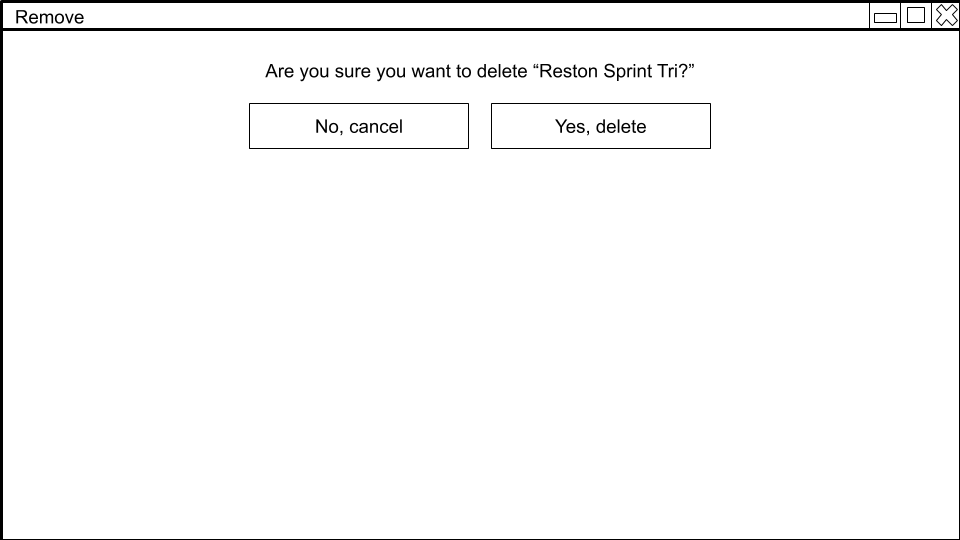 Remove
Are you sure you want to delete “Reston Sprint Tri?”
No, cancel
Yes, delete